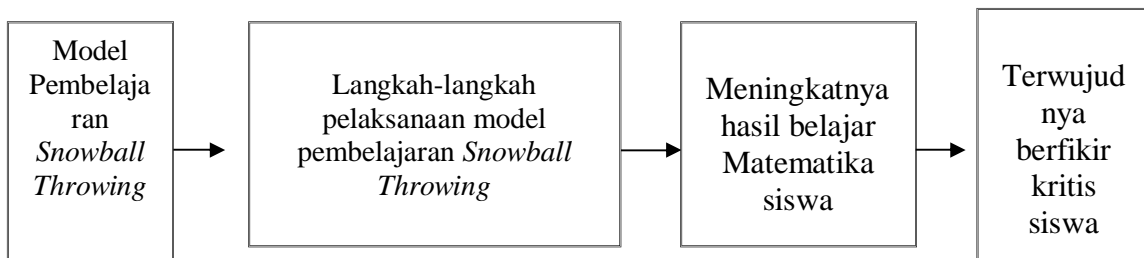 Model
Pembelaja
ran
Snowball
Throwing
Langkah-langkah
pelaksanaan model
pembelajaran Snowball
Throwing
Meningkatnya
hasil belajar
Matematika
siswa
Terwujud
nya
berfikir
kritis
siswa